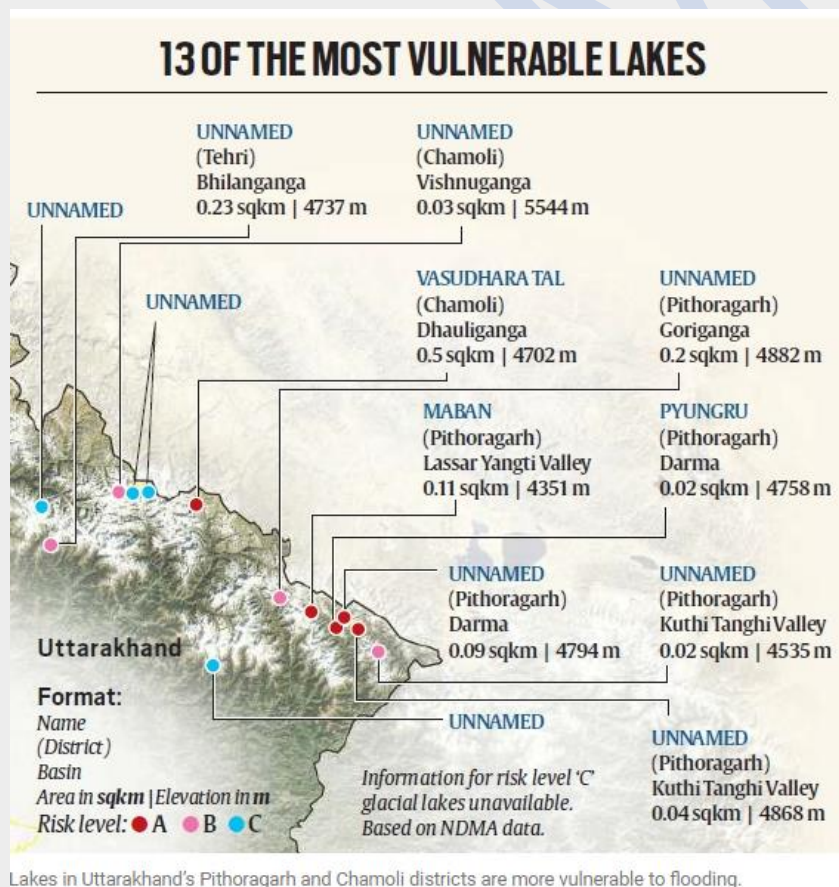 13 OF THE MOST VULNERABLE LAKES
UNNAMED
(Tehri)
Bhilanganga
0.23 sqkm | 4737 m
UNNAMED
(Chamoli)
Vishnuganga
0.03 sqkm | 5544 m
UNNAMED
UNNAMED
VASUDHARA TAL
(Chamoli)
Dhauliganga
0.5 sqkm | 4702 m
UNNAMED
(Pithoragarh)
Goriganga
0.2 sqkm | 4882 m
MABAN
(Pithoragarh)
Lassar Yangti Valley
0.11 sqkm | 4351 m
PYUNGRU
(Pithoragarh)
Darma
0.02 sqkm | 4758 m
UNNAMED
(Pithoragarh)
Darma
0.09 sqkm | 4794 m
UNNAMED
(Pithoragarh)
Kuthi Tanghi Valley
0.02 sqkm | 4535 m
UNNAMED
UNNAMED
(Pithoragarh)
Kuthi Tanghi Valley
0.04 sqkm | 4868 m
Uttarakhand
Format:
Name
(District)
Basin
Area in sqkm | Elevation in m
Risk level: A B C
Information for risk level ‘C’
glacial lakes unavailable.
Based on NDMA data.
Lakes in Uttarakhand’s Pithoragarh and Chamoli districts are more vulnerable to flooding.